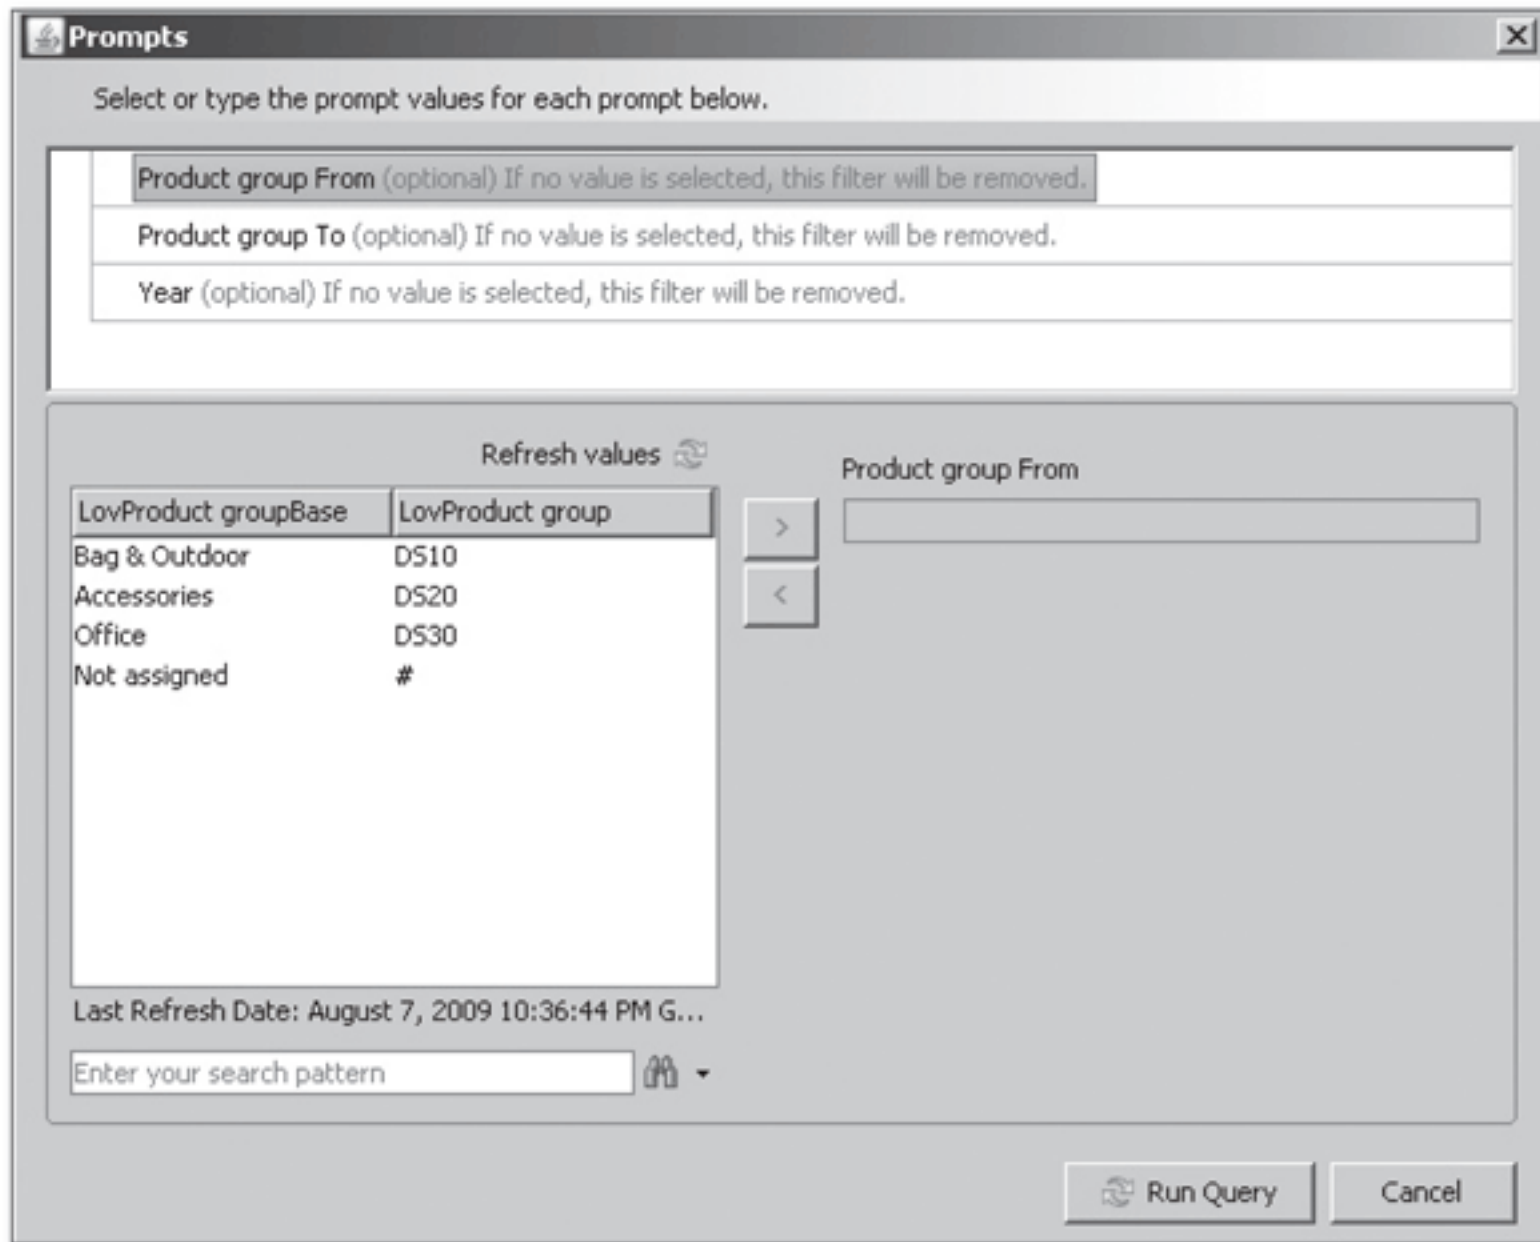 Prompts
Select or type the prompt values for each prompt below.
Product group From (optional) If no value is selected, this filter will be removed.
Product group To (optional) If no value is selected, this filter will be removed.
Year (optional) If no value is selected, this filter will be removed.
Refresh values
Product group From
LovProduct groupBase LovProduct group
>
Bag & Outdoor DS10
Accessories DS20
<
Office DS30
Not assigned #
Last Refresh Date: August 7, 2009 10:36:44 PM G...
Enter your search pattern
Run Query Cancel